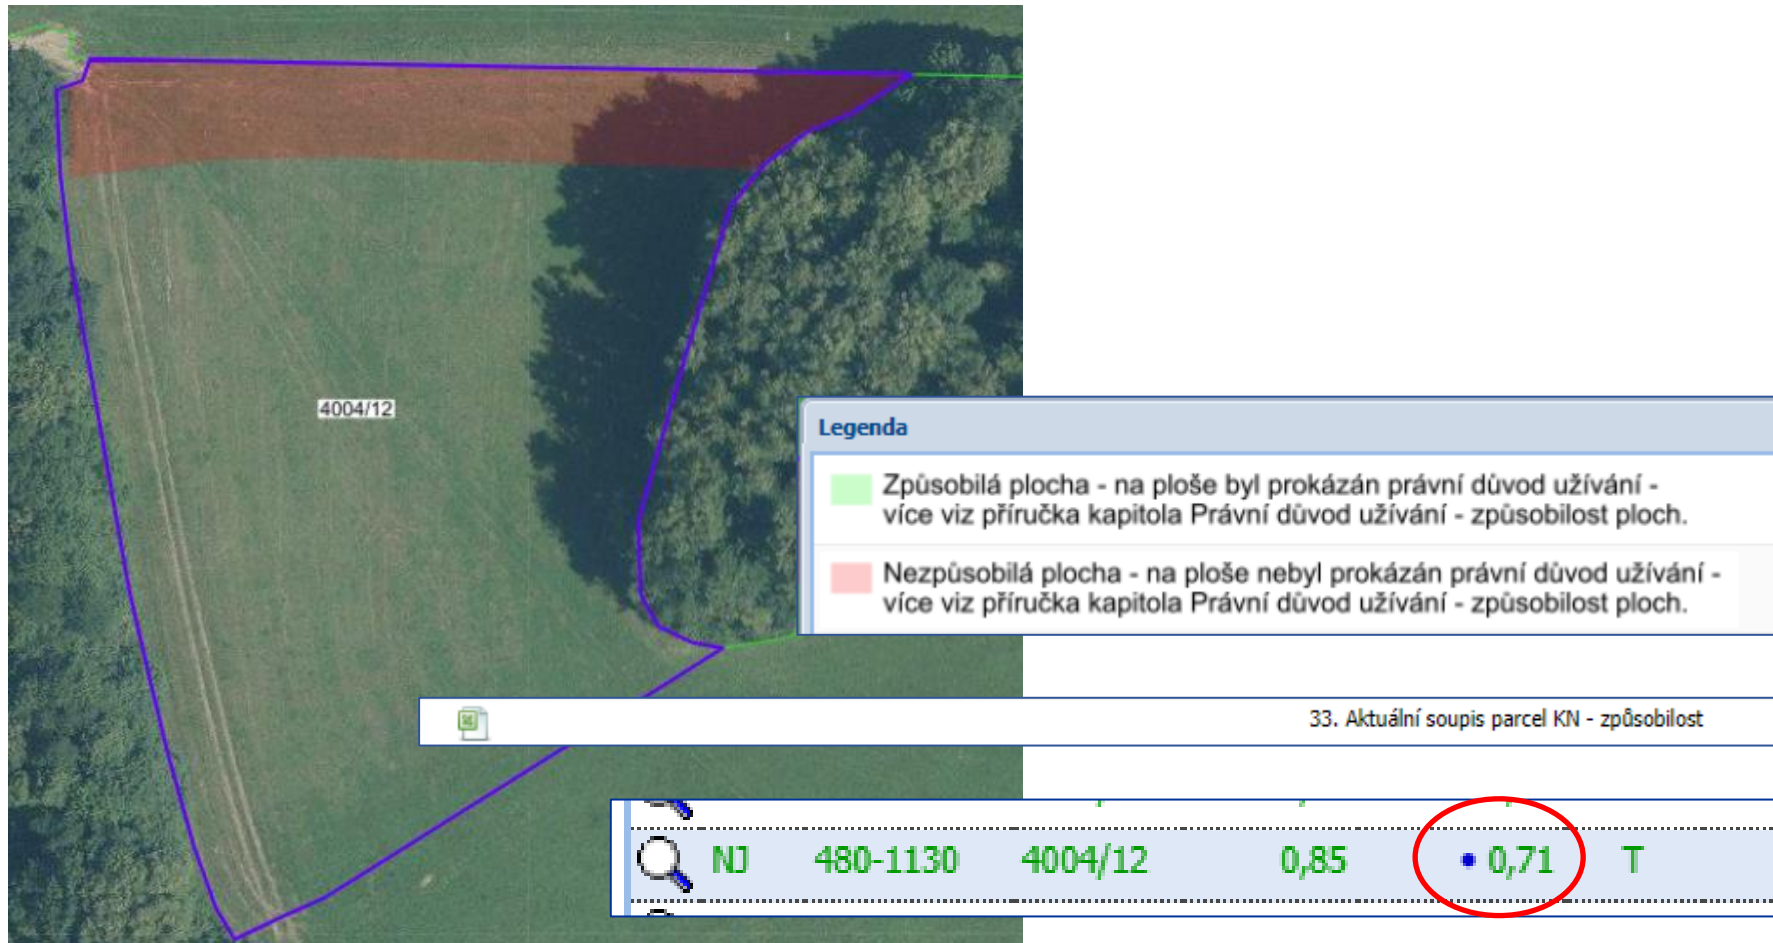 4004/12
Legenda
Způsobilá plocha - na ploše byl prokázán právní důvod užívání -
více viz příručka kapitola Právní důvod užívání - způsobilost ploch.
Nezpůsobilá plocha - na ploše nebyl prokázán právní důvod užívání -
více viz příručka kapitola Právní důvod užívání - způsobilost ploch.
33. Aktuální soupis parcel KN - způsobilost
NJ 480-1130 4004/12 0,85 • 0,71 T